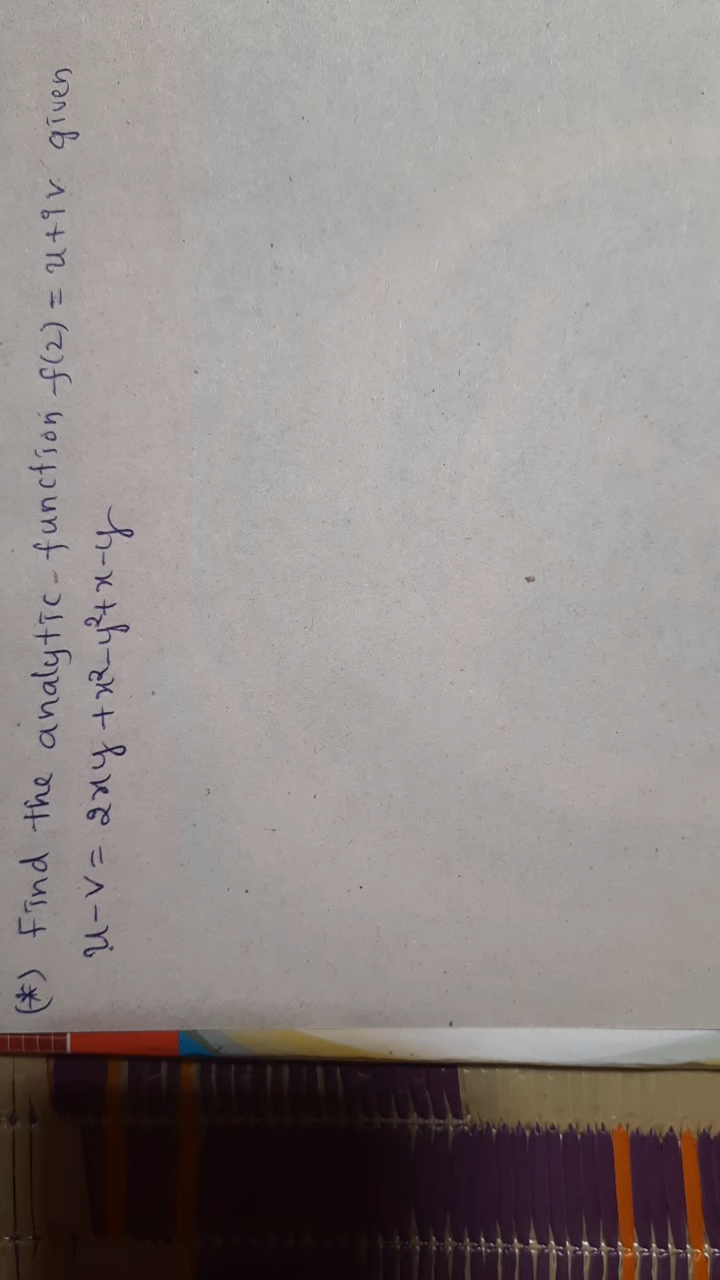 (*) Find the analytic function f(z) = u+iv given
u-v = 2xy + x²-y²+x-y